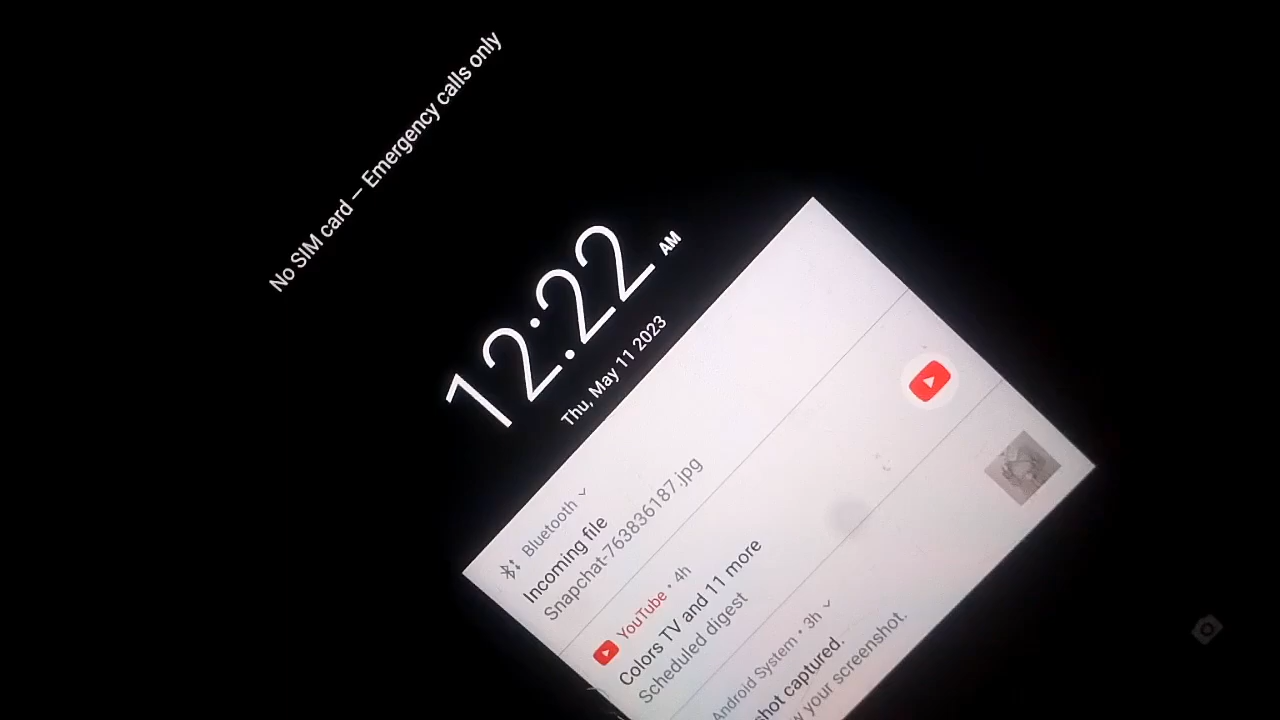 No SIM card — Emergency calls only
12:22 AM
Thu, May 11 2023
Bluetooth
Incoming file
Snapchat-763836187.jpg
YouTube • 4h
Colors TV and 11 more
Scheduled digest
Android System • 3h
shot captured.
your screenshot.